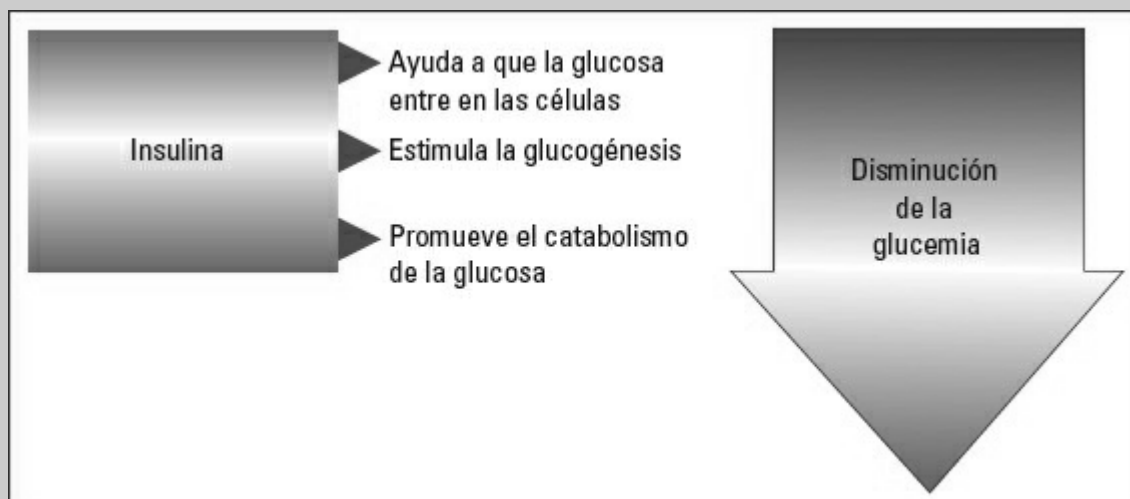 Insulina
Ayuda a que la glucosa
entre en las células
Estimula la glucogénesis
Promueve el catabolismo
de la glucosa
Disminución
de la
glucemia